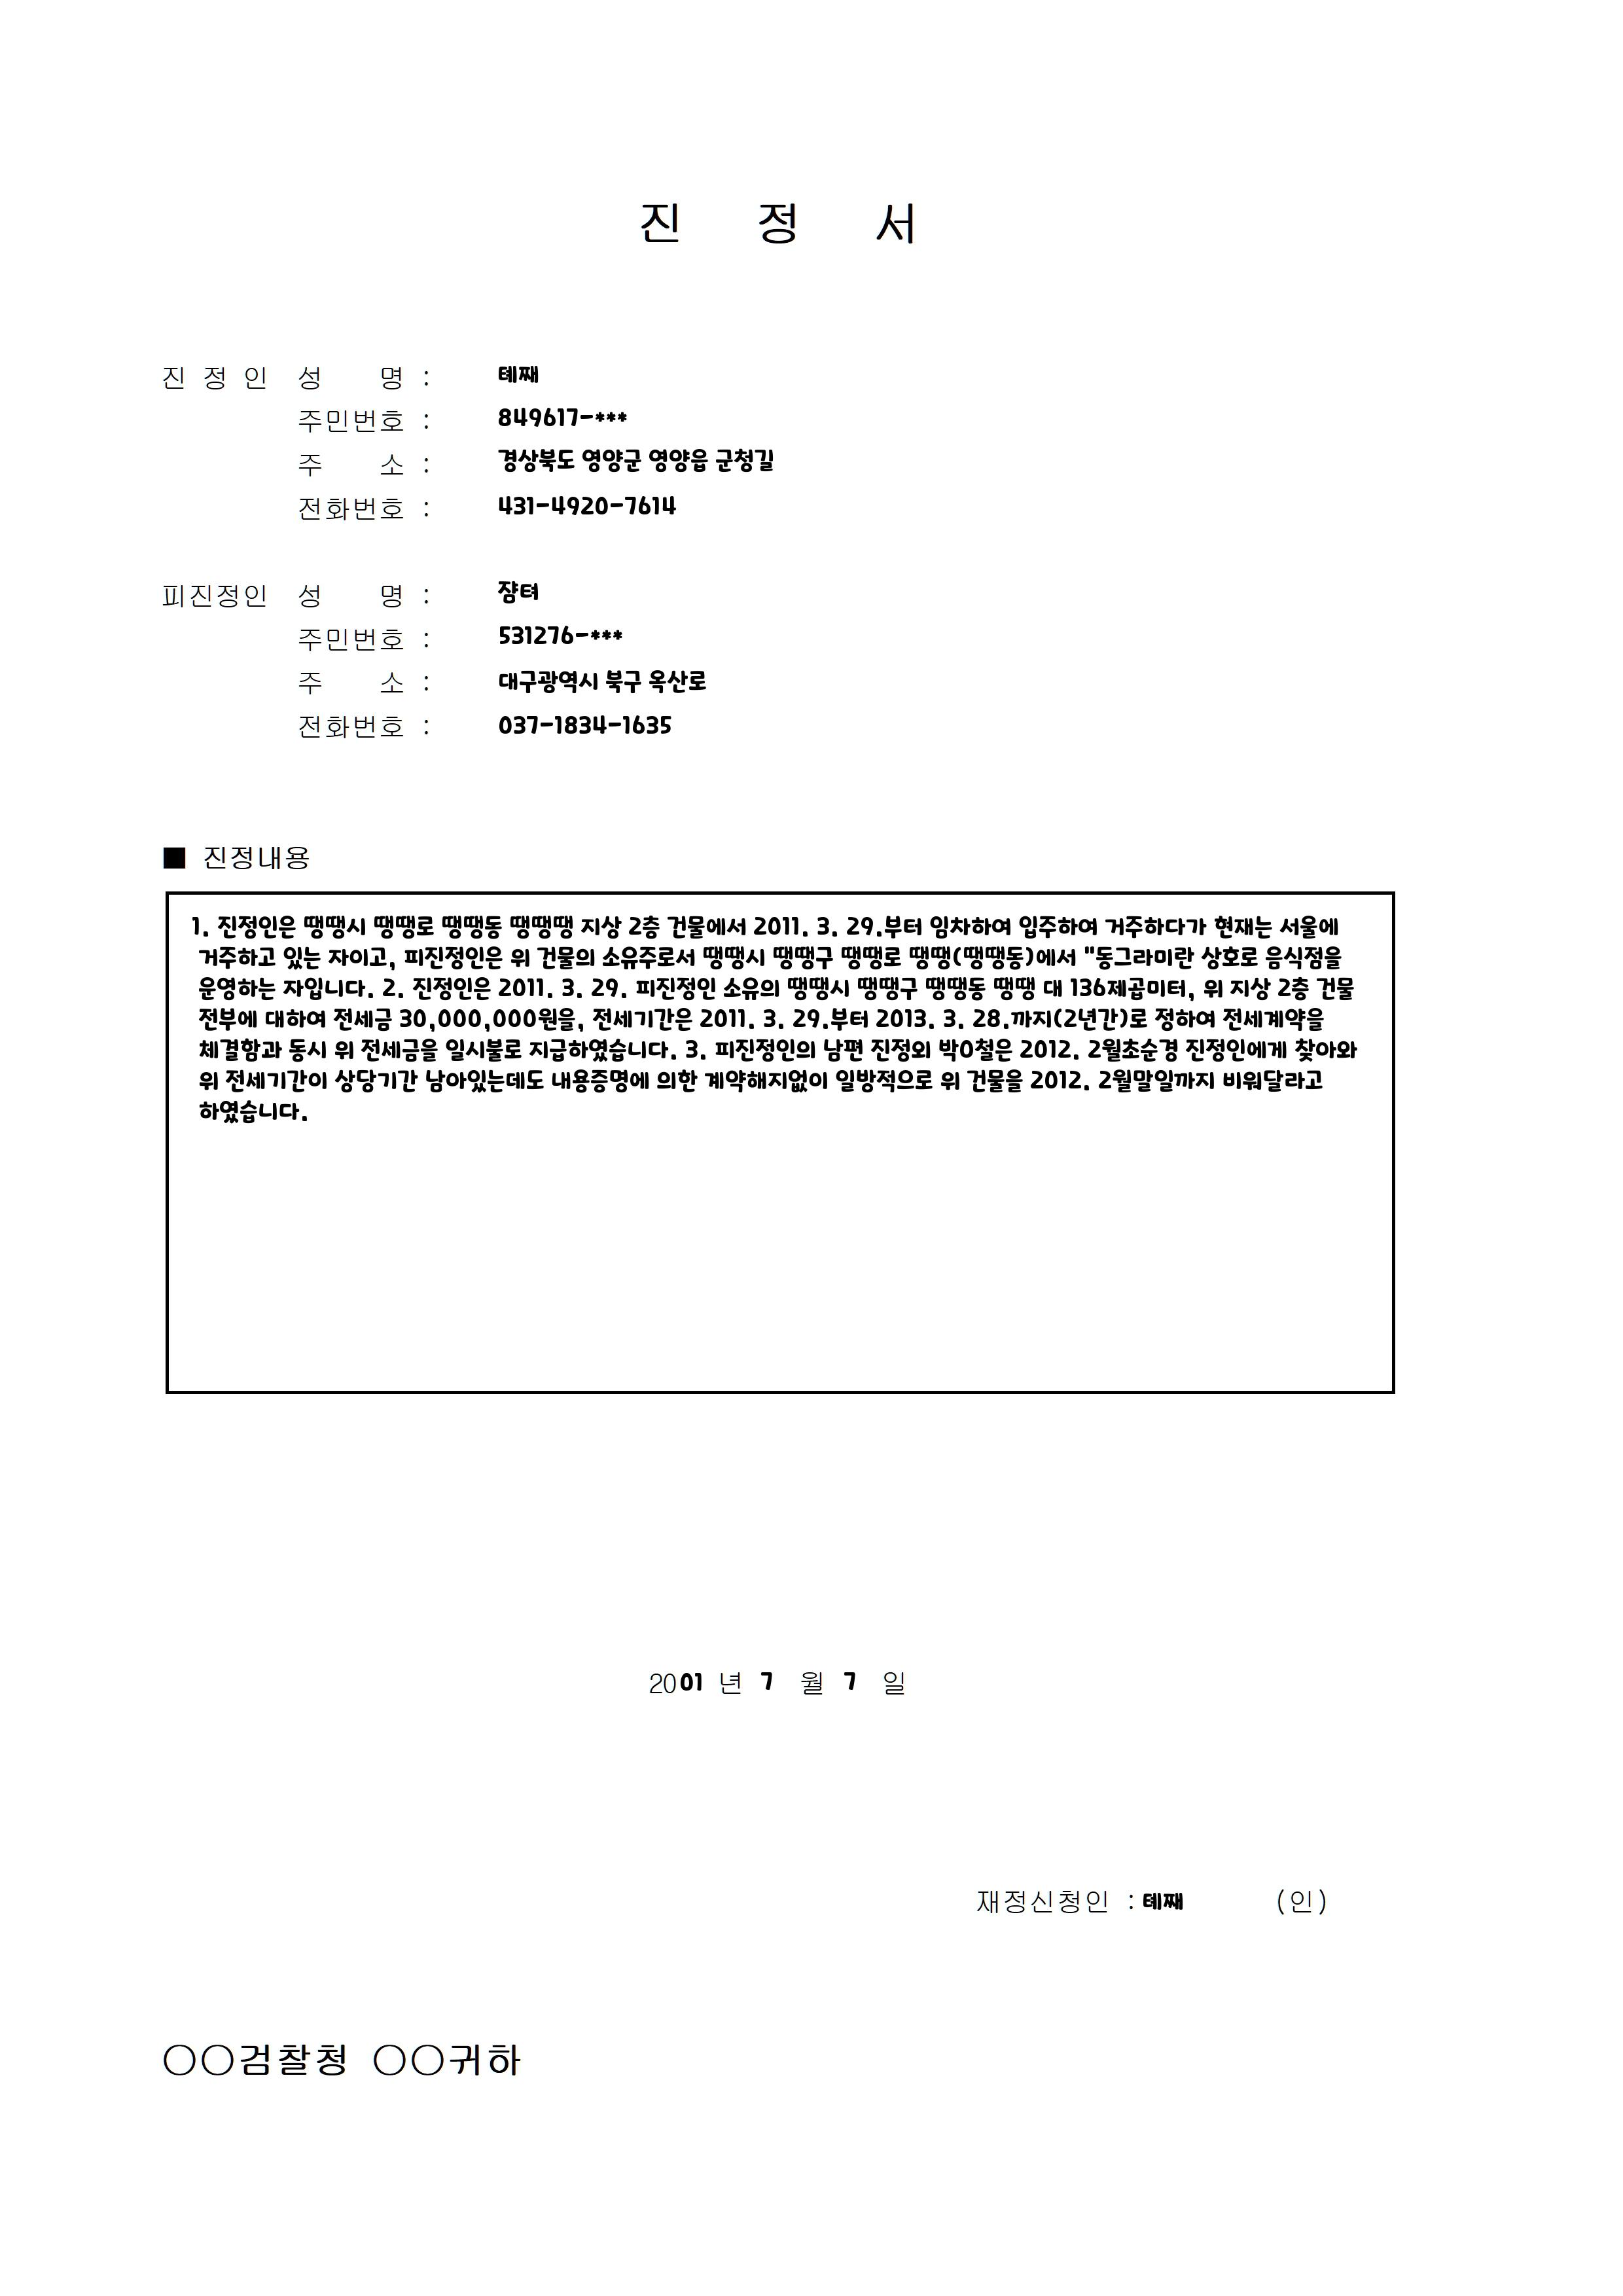 진 정 서
진 정 인 성 명 : 톄째
주민번호 : 849617-***
주 소 : 경상북도 영양군 영양읍 군청길
전화번호 : 431-4920-7614
피진정인 성 명 : 쟘텨
주민번호 : 531276-***
주 소 : 대구광역시 북구 옥산로
전화번호 : 037-1834-1635
■ 진정내용
1. 진정인은 땡땡시 땡땡로 땡땡동 땡땡땡 지상 2층 건물에서 2011. 3. 29.부터 임차하여 입주하여 거주하다가 현재는 서울에
거주하고 있는 자이고, 피진정인은 위 건물의 소유주로서 땡땡시 땡땡구 땡땡로 땡땡(땡땡동)에서 "동그라미란 상호로 음식점을
운영하는 자입니다. 2. 진정인은 2011. 3. 29. 피진정인 소유의 땡땡시 땡땡구 땡땡동 땡땡 대 136제곱미터, 위 지상 2층 건물
전부에 대하여 전세금 30,000,000원을, 전세기간은 2011. 3. 29.부터 2013. 3. 28.까지(2년간)로 정하여 전세계약을
체결함과 동시 위 전세금을 일시불로 지급하였습니다. 3. 피진정인의 남편 진정외 박0철은 2012. 2월초순경 진정인에게 찾아와
위 전세기간이 상당기간 남아있는데도 내용증명에 의한 계약해지없이 일방적으로 위 건물을 2012. 2월말일까지 비워달라고
하였습니다.
2001 년 7 월 7 일
재정신청인 : 톄째 (인)
○○검찰청 ○○귀하